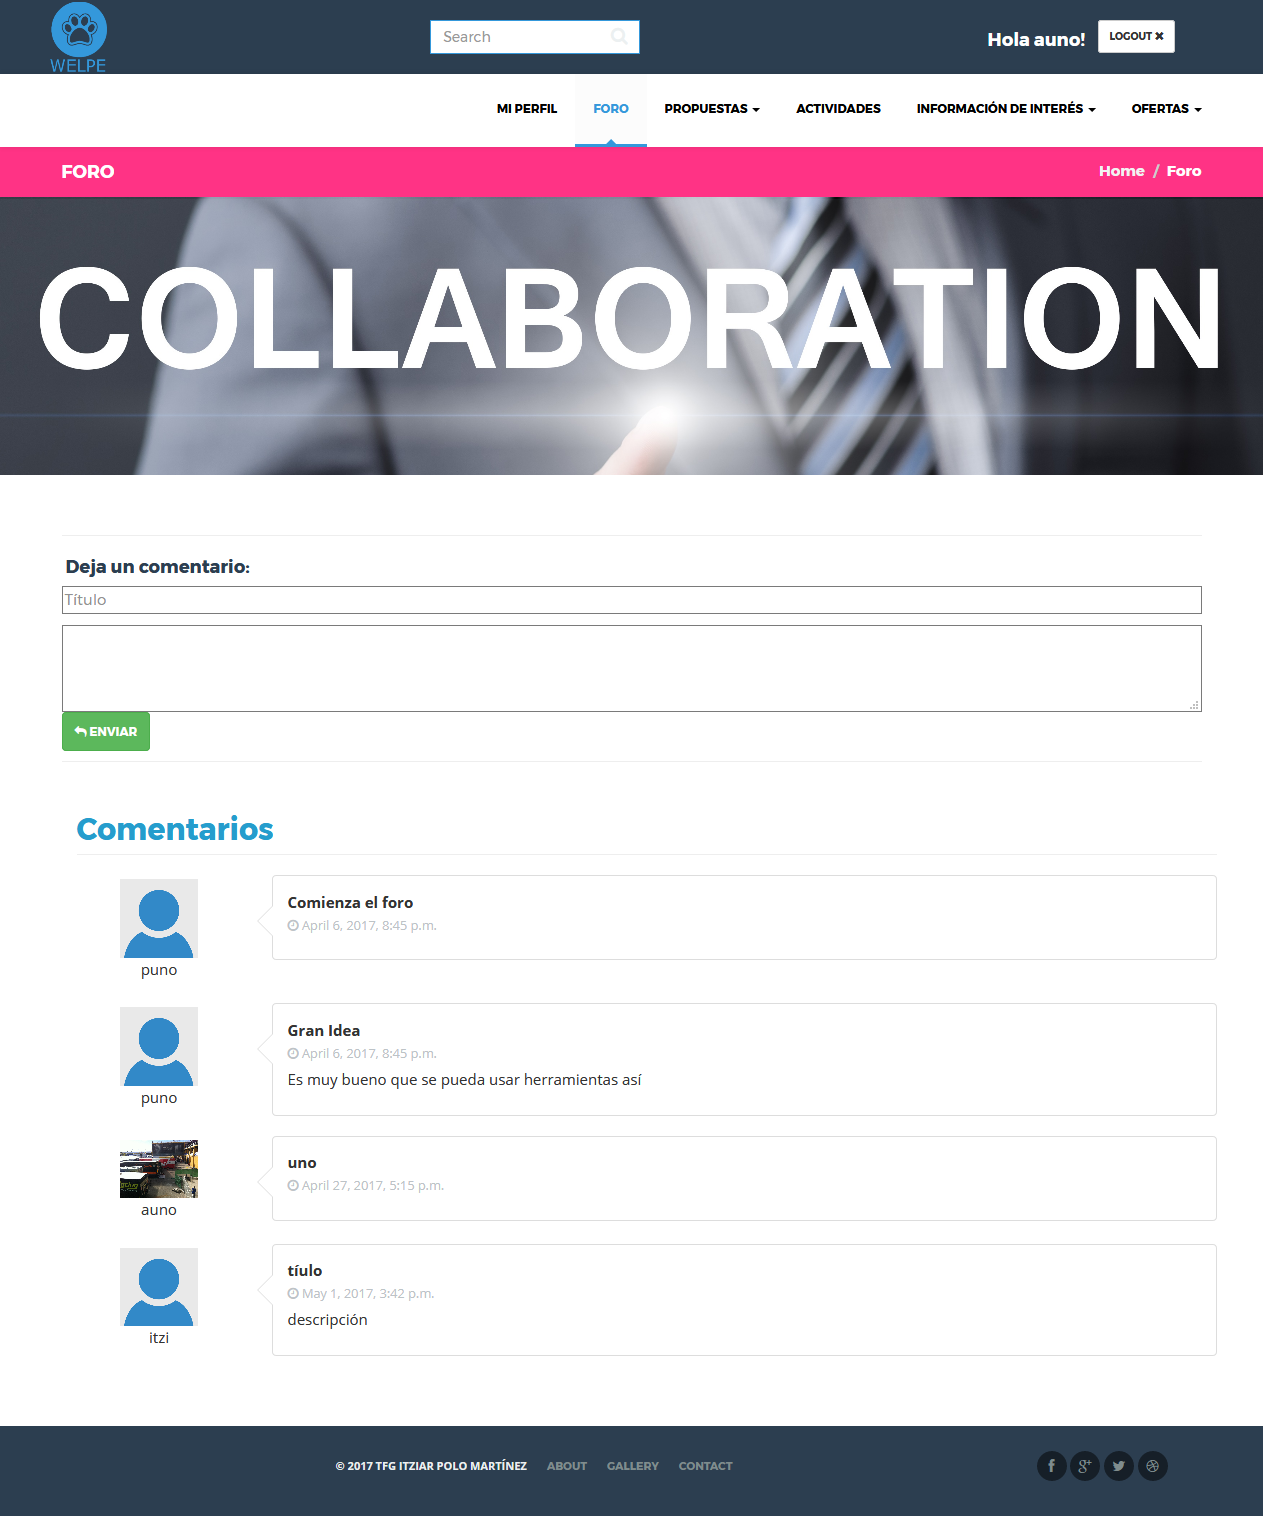 WELPE
Search
Hola auno!
LOGOUT
MI PERFIL
FORO
PROPUESTAS
ACTIVIDADES
INFORMACIÓN DE INTERÉS
OFERTAS
FORO
Home / Foro
COLLABORATION
Deja un comentario:
Título
ENVIAR
Comentarios
puno
Comienza el foro
April 6, 2017, 8:45 p.m.
puno
Gran Idea
April 6, 2017, 8:45 p.m.
Es muy bueno que se pueda usar herramientas así
auno
uno
April 27, 2017, 5:15 p.m.
itzi
tíulo
May 1, 2017, 3:42 p.m.
descripción
© 2017 TFG ITZIAR POLO MARTÍNEZ
ABOUT
GALLERY
CONTACT